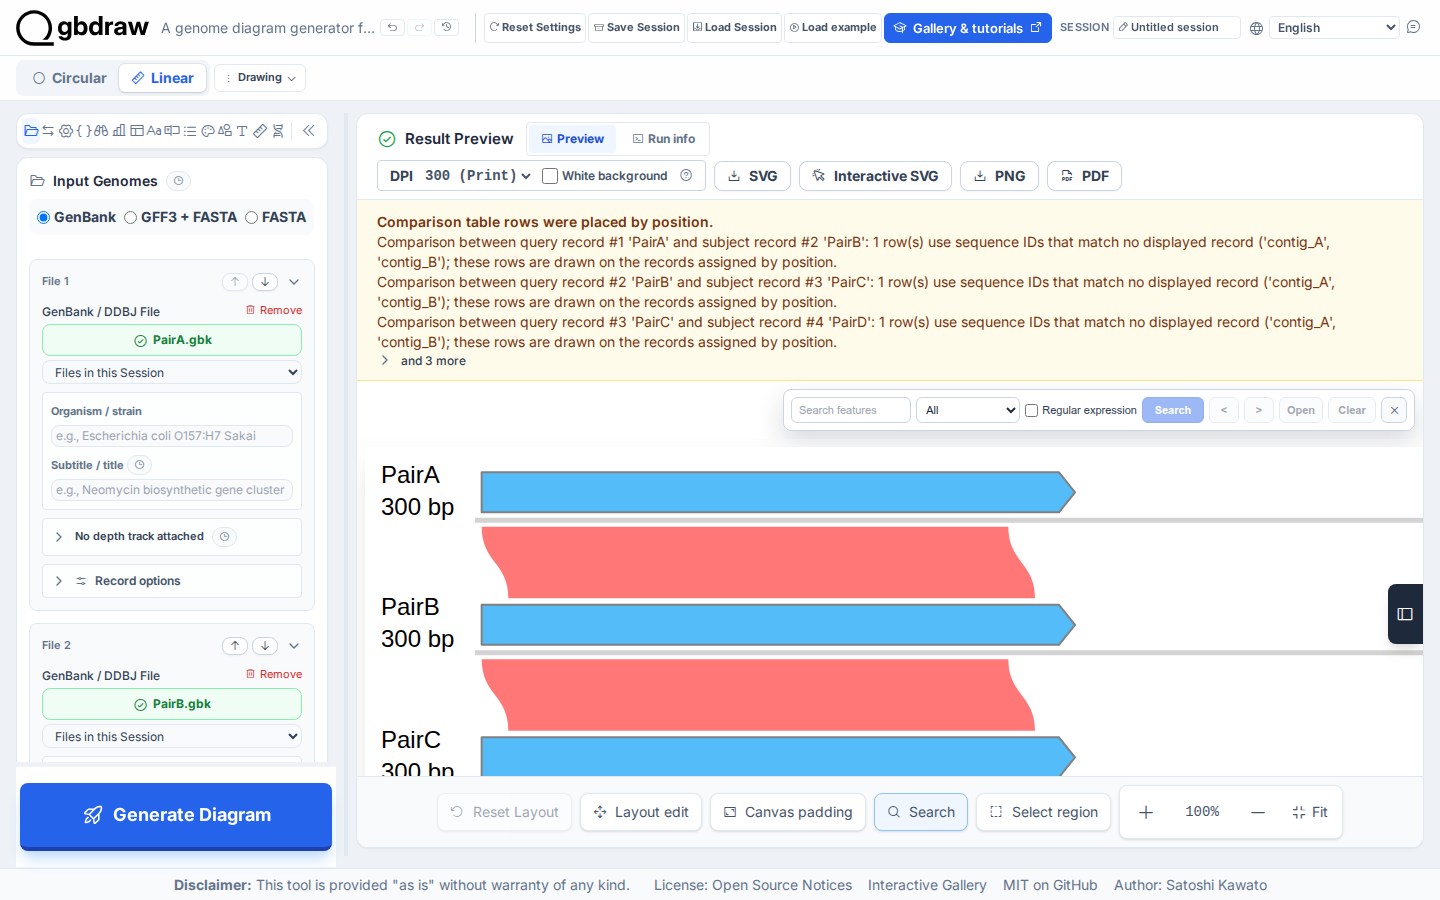 gbdraw
A genome diagram generator f...
Reset Settings
Save Session
Load Session
Load example
Gallery & tutorials
SESSION
Untitled session
English
Circular
Linear
Drawing
Input Genomes
GenBank
GFF3 + FASTA
FASTA
File 1
GenBank / DDBJ File
Remove
PairA.gbk
Files in this Session
Organism / strain
e.g., Escherichia coli O157:H7 Sakai
Subtitle / title
e.g., Neomycin biosynthetic gene cluster
No depth track attached
Record options
File 2
GenBank / DDBJ File
Remove
PairB.gbk
Files in this Session
Generate Diagram
Result Preview
Preview
Run info
DPI
300 (Print)
White background
SVG
Interactive SVG
PNG
PDF
Comparison table rows were placed by position.
Comparison between query record #1 'PairA' and subject record #2 'PairB': 1 row(s) use sequence IDs that match no displayed record ('contig_A',
'contig_B'); these rows are drawn on the records assigned by position.
Comparison between query record #2 'PairB' and subject record #3 'PairC': 1 row(s) use sequence IDs that match no displayed record ('contig_A',
'contig_B'); these rows are drawn on the records assigned by position.
Comparison between query record #3 'PairC' and subject record #4 'PairD': 1 row(s) use sequence IDs that match no displayed record ('contig_A',
'contig_B'); these rows are drawn on the records assigned by position.
and 3 more
Search features
All
Regular expression
Search
<
>
Open
Clear
PairA
300 bp
PairB
300 bp
PairC
300 bp
Reset Layout
Layout edit
Canvas padding
Search
Select region
100%
Fit
Disclaimer: This tool is provided "as is" without warranty of any kind.
License: Open Source Notices
Interactive Gallery
MIT on GitHub
Author: Satoshi Kawato